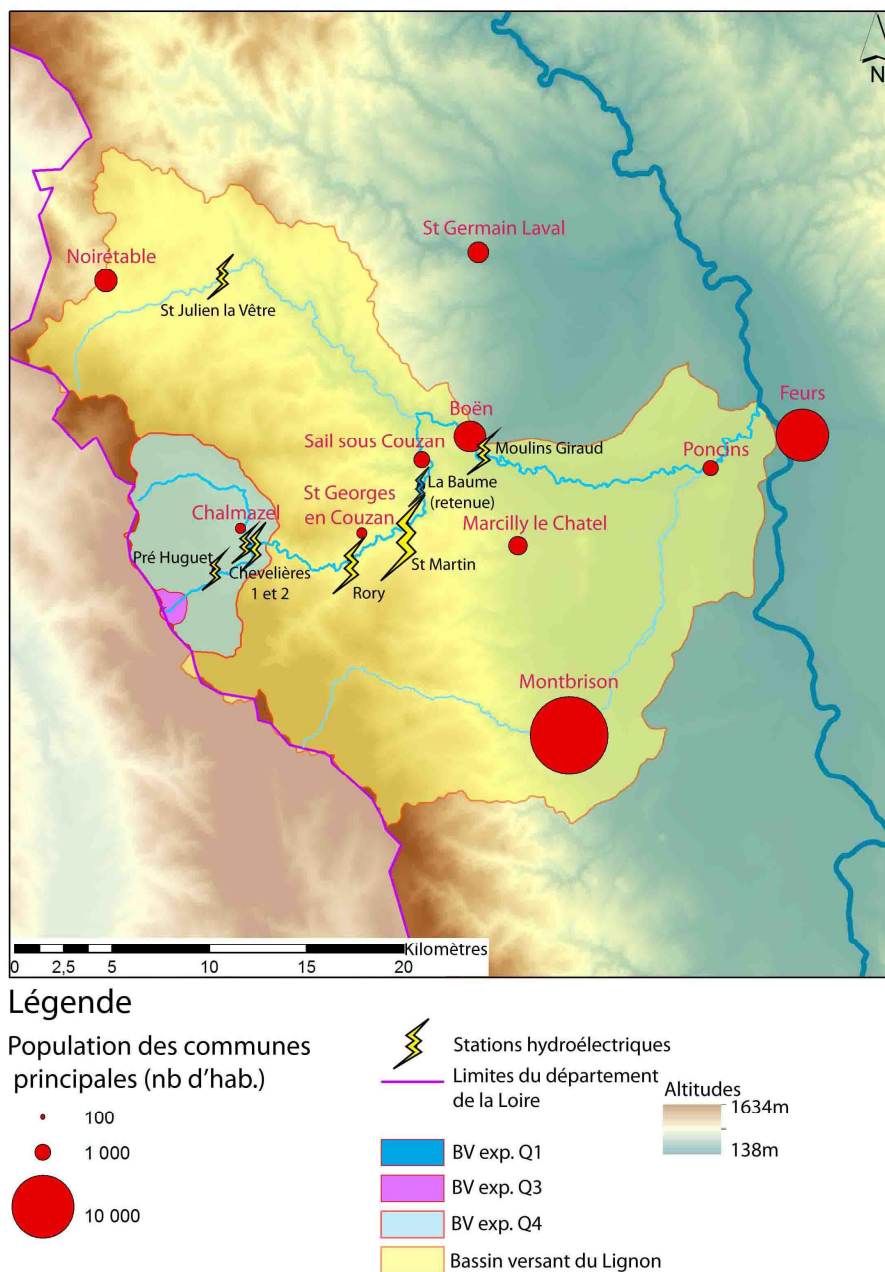 N
St Germain Laval
Noirétable
St Julien la Vêtre
Feurs
Boën
Moulins Giraud
Sail sous Couzan
Poncins
La Baume
(retenue)
St Georges
en Couzan
Chalmazel
Marcilly le Chatel
Pré Huguet
Chevelières
1 et 2
St Martin
Rory
Montbrison
Kilomètres
0 2,5 5 10 15 20
Légende
Population des communes
principales (nb d'hab.)
100
1 000
10 000
Stations hydroélectriques
Limites du département
de la Loire
BV exp. Q1
BV exp. Q3
BV exp. Q4
Bassin versant du Lignon
Altitudes
1634m
138m